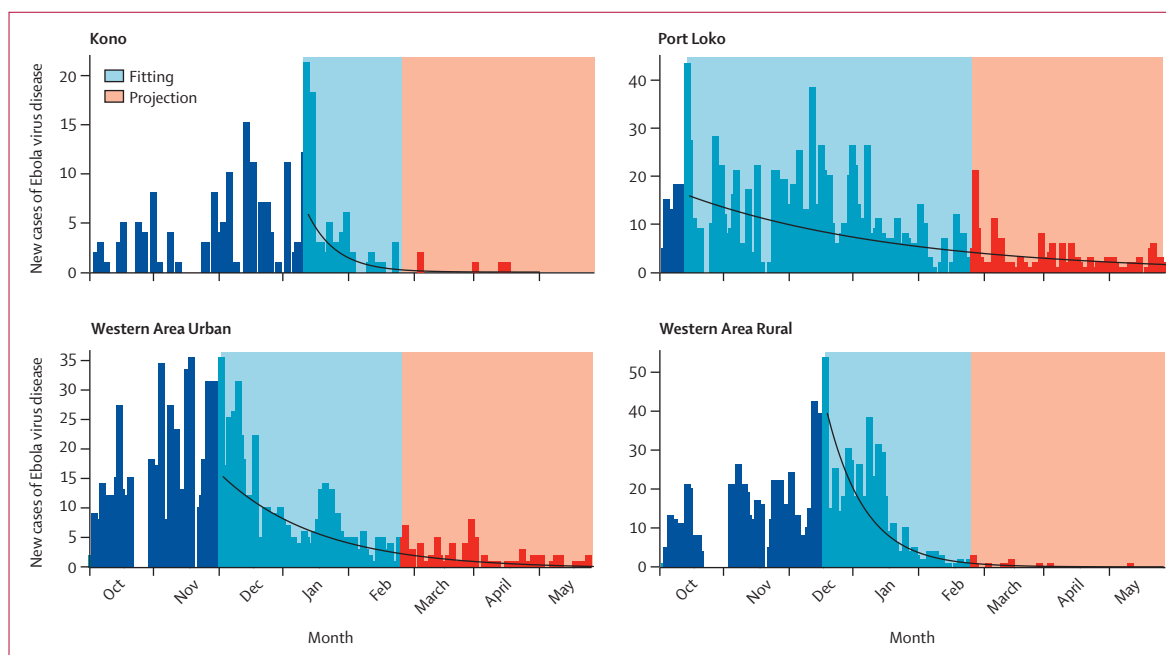 Kono
Port Loko
New cases of Ebola virus disease
20
15
10
5
0
Fitting
Projection
40
30
20
10
0
Western Area Urban
Western Area Rural
New cases of Ebola virus disease
35
30
25
20
15
10
5
0
50
40
30
20
10
0
Oct
Nov
Dec
Jan
Feb
March
April
May
Oct
Nov
Dec
Jan
Feb
March
April
May
Month
Month